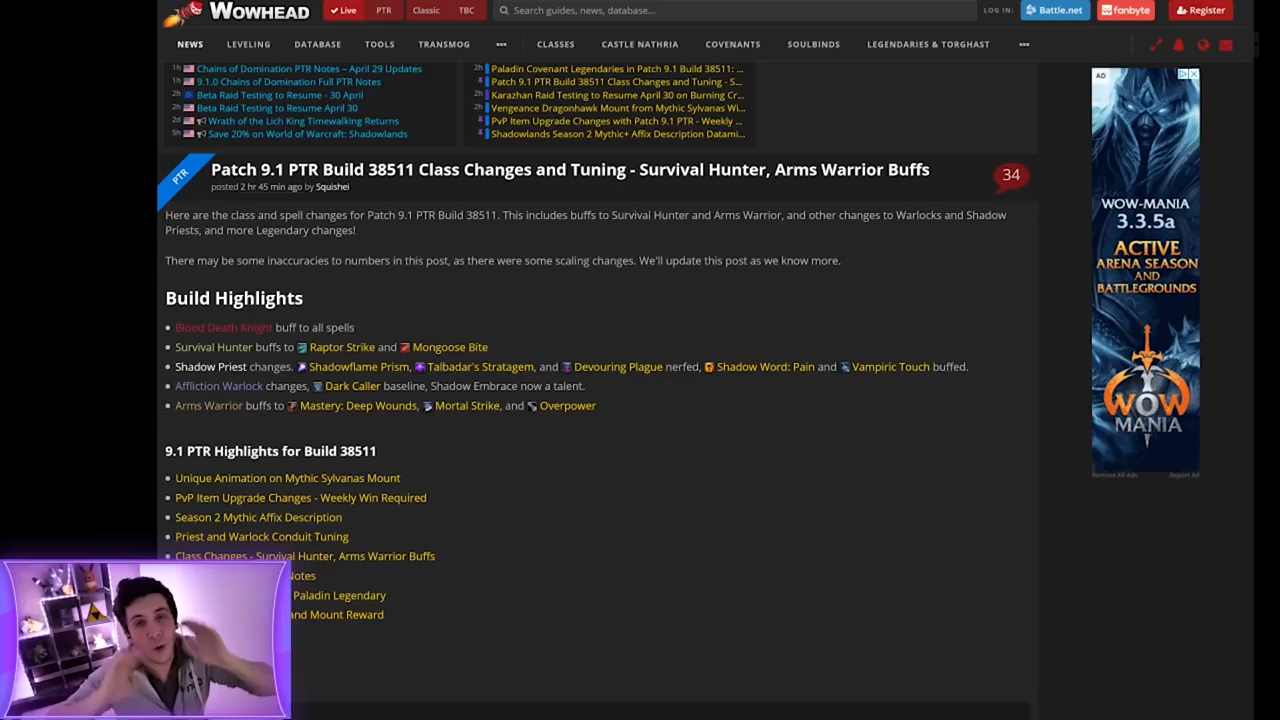 WOWHEAD
Live PTR Classic TBC
Search guides, news, database...
LOG IN: Battle.net fanbyte Register
NEWS LEVELING DATABASE TOOLS TRANSMOG ••• CLASSES CASTLE NATHRIA COVENANTS SOULBINDS LEGENDARIES & TORGHAST •••
1h Chains of Domination PTR Notes – April 29 Updates
1h 9.1.0 Chains of Domination Full PTR Notes
2h Beta Raid Testing to Resume - 30 April
2h Beta Raid Testing to Resume April 30
2d Wrath of the Lich King Timewalking Returns
5h Save 20% on World of Warcraft: Shadowlands
2h Paladin Covenant Legendaries in Patch 9.1 Build 38511: ...
Patch 9.1 PTR Build 38511 Class Changes and Tuning - S...
2h Karazhan Raid Testing to Resume April 30 on Burning Cr...
2h Vengeance Dragonhawk Mount from Mythic Sylvanas Wi...
PvP Item Upgrade Changes with Patch 9.1 PTR - Weekly ...
Shadowlands Season 2 Mythic+ Affix Description Datami...
PTR
Patch 9.1 PTR Build 38511 Class Changes and Tuning - Survival Hunter, Arms Warrior Buffs
posted 2 hr 45 min ago by Squishei
34
Here are the class and spell changes for Patch 9.1 PTR Build 38511. This includes buffs to Survival Hunter and Arms Warrior, and other changes to Warlocks and Shadow
Priests, and more Legendary changes!
There may be some inaccuracies to numbers in this post, as there were some scaling changes. We'll update this post as we know more.
Build Highlights
• Blood Death Knight buff to all spells
• Survival Hunter buffs to Raptor Strike and Mongoose Bite
• Shadow Priest changes. Shadowflame Prism, Talbadar's Stratagem, and Devouring Plague nerfed, Shadow Word: Pain and Vampiric Touch buffed.
• Affliction Warlock changes, Dark Caller baseline, Shadow Embrace now a talent.
• Arms Warrior buffs to Mastery: Deep Wounds, Mortal Strike, and Overpower
9.1 PTR Highlights for Build 38511
• Unique Animation on Mythic Sylvanas Mount
• PvP Item Upgrade Changes - Weekly Win Required
• Season 2 Mythic Affix Description
• Priest and Warlock Conduit Tuning
• Class Changes - Survival Hunter, Arms Warrior Buffs
Notes
Paladin Legendary
and Mount Reward
AD
WOW-MANIA
3.3.5a
ACTIVE
ARENA SEASON
AND
BATTLEGROUNDS
WOW
MANIA
Remove All Ads Report Ad